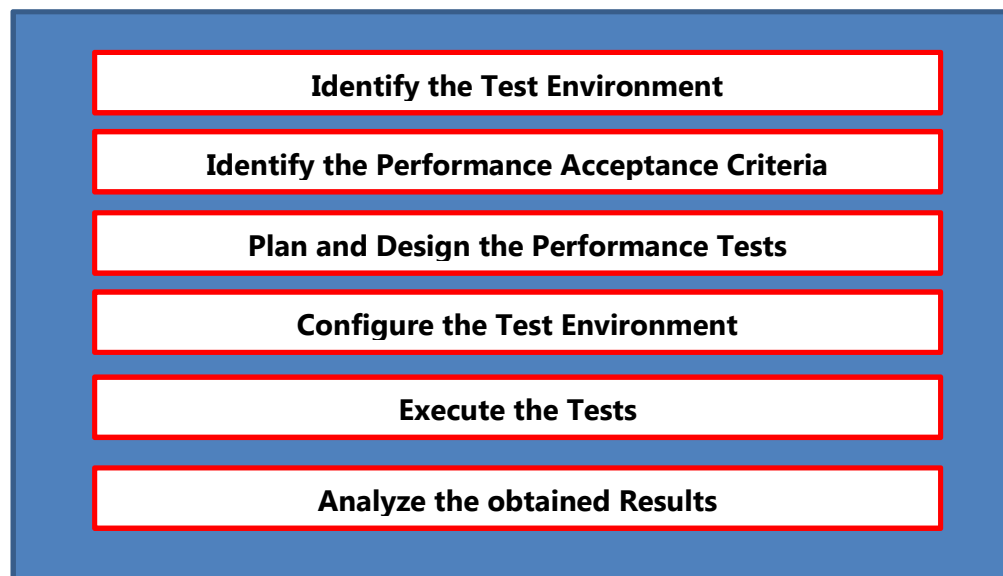 Identify the Test Environment
Identify the Performance Acceptance Criteria
Plan and Design the Performance Tests
Configure the Test Environment
Execute the Tests
Analyze the obtained Results